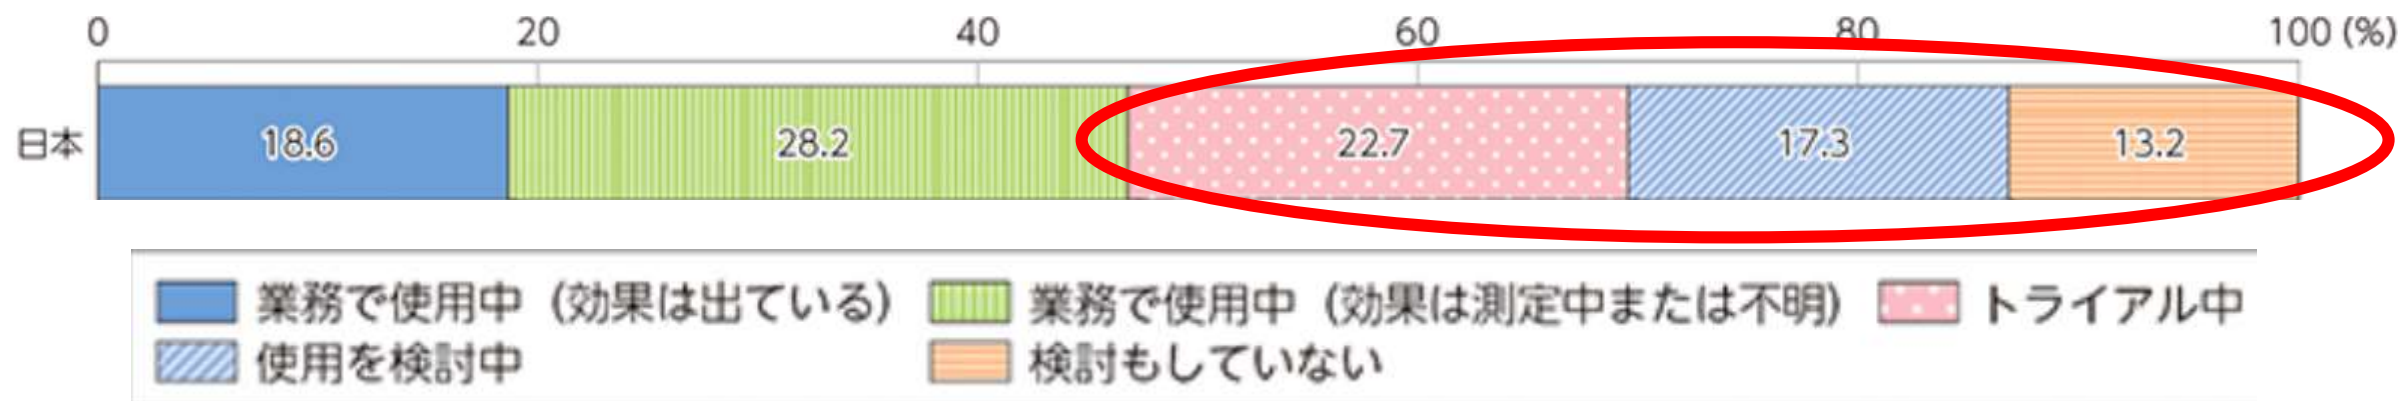 0 20 40 60 80 100 (%)
日本 18.6 28.2 22.7 17.3 13.2
業務で使用中（効果は出ている） 業務で使用中（効果は測定中または不明） トライアル中
使用を検討中 検討もしていない